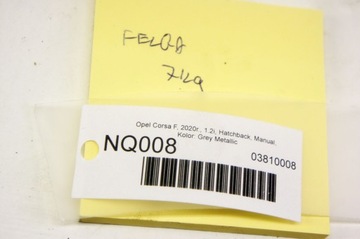 FELGA
7kg
Opel Corsa F, 2020r., 1.2i, Hatchback, Manual,
Kolor: Grey Metallic
NQ008
03810008